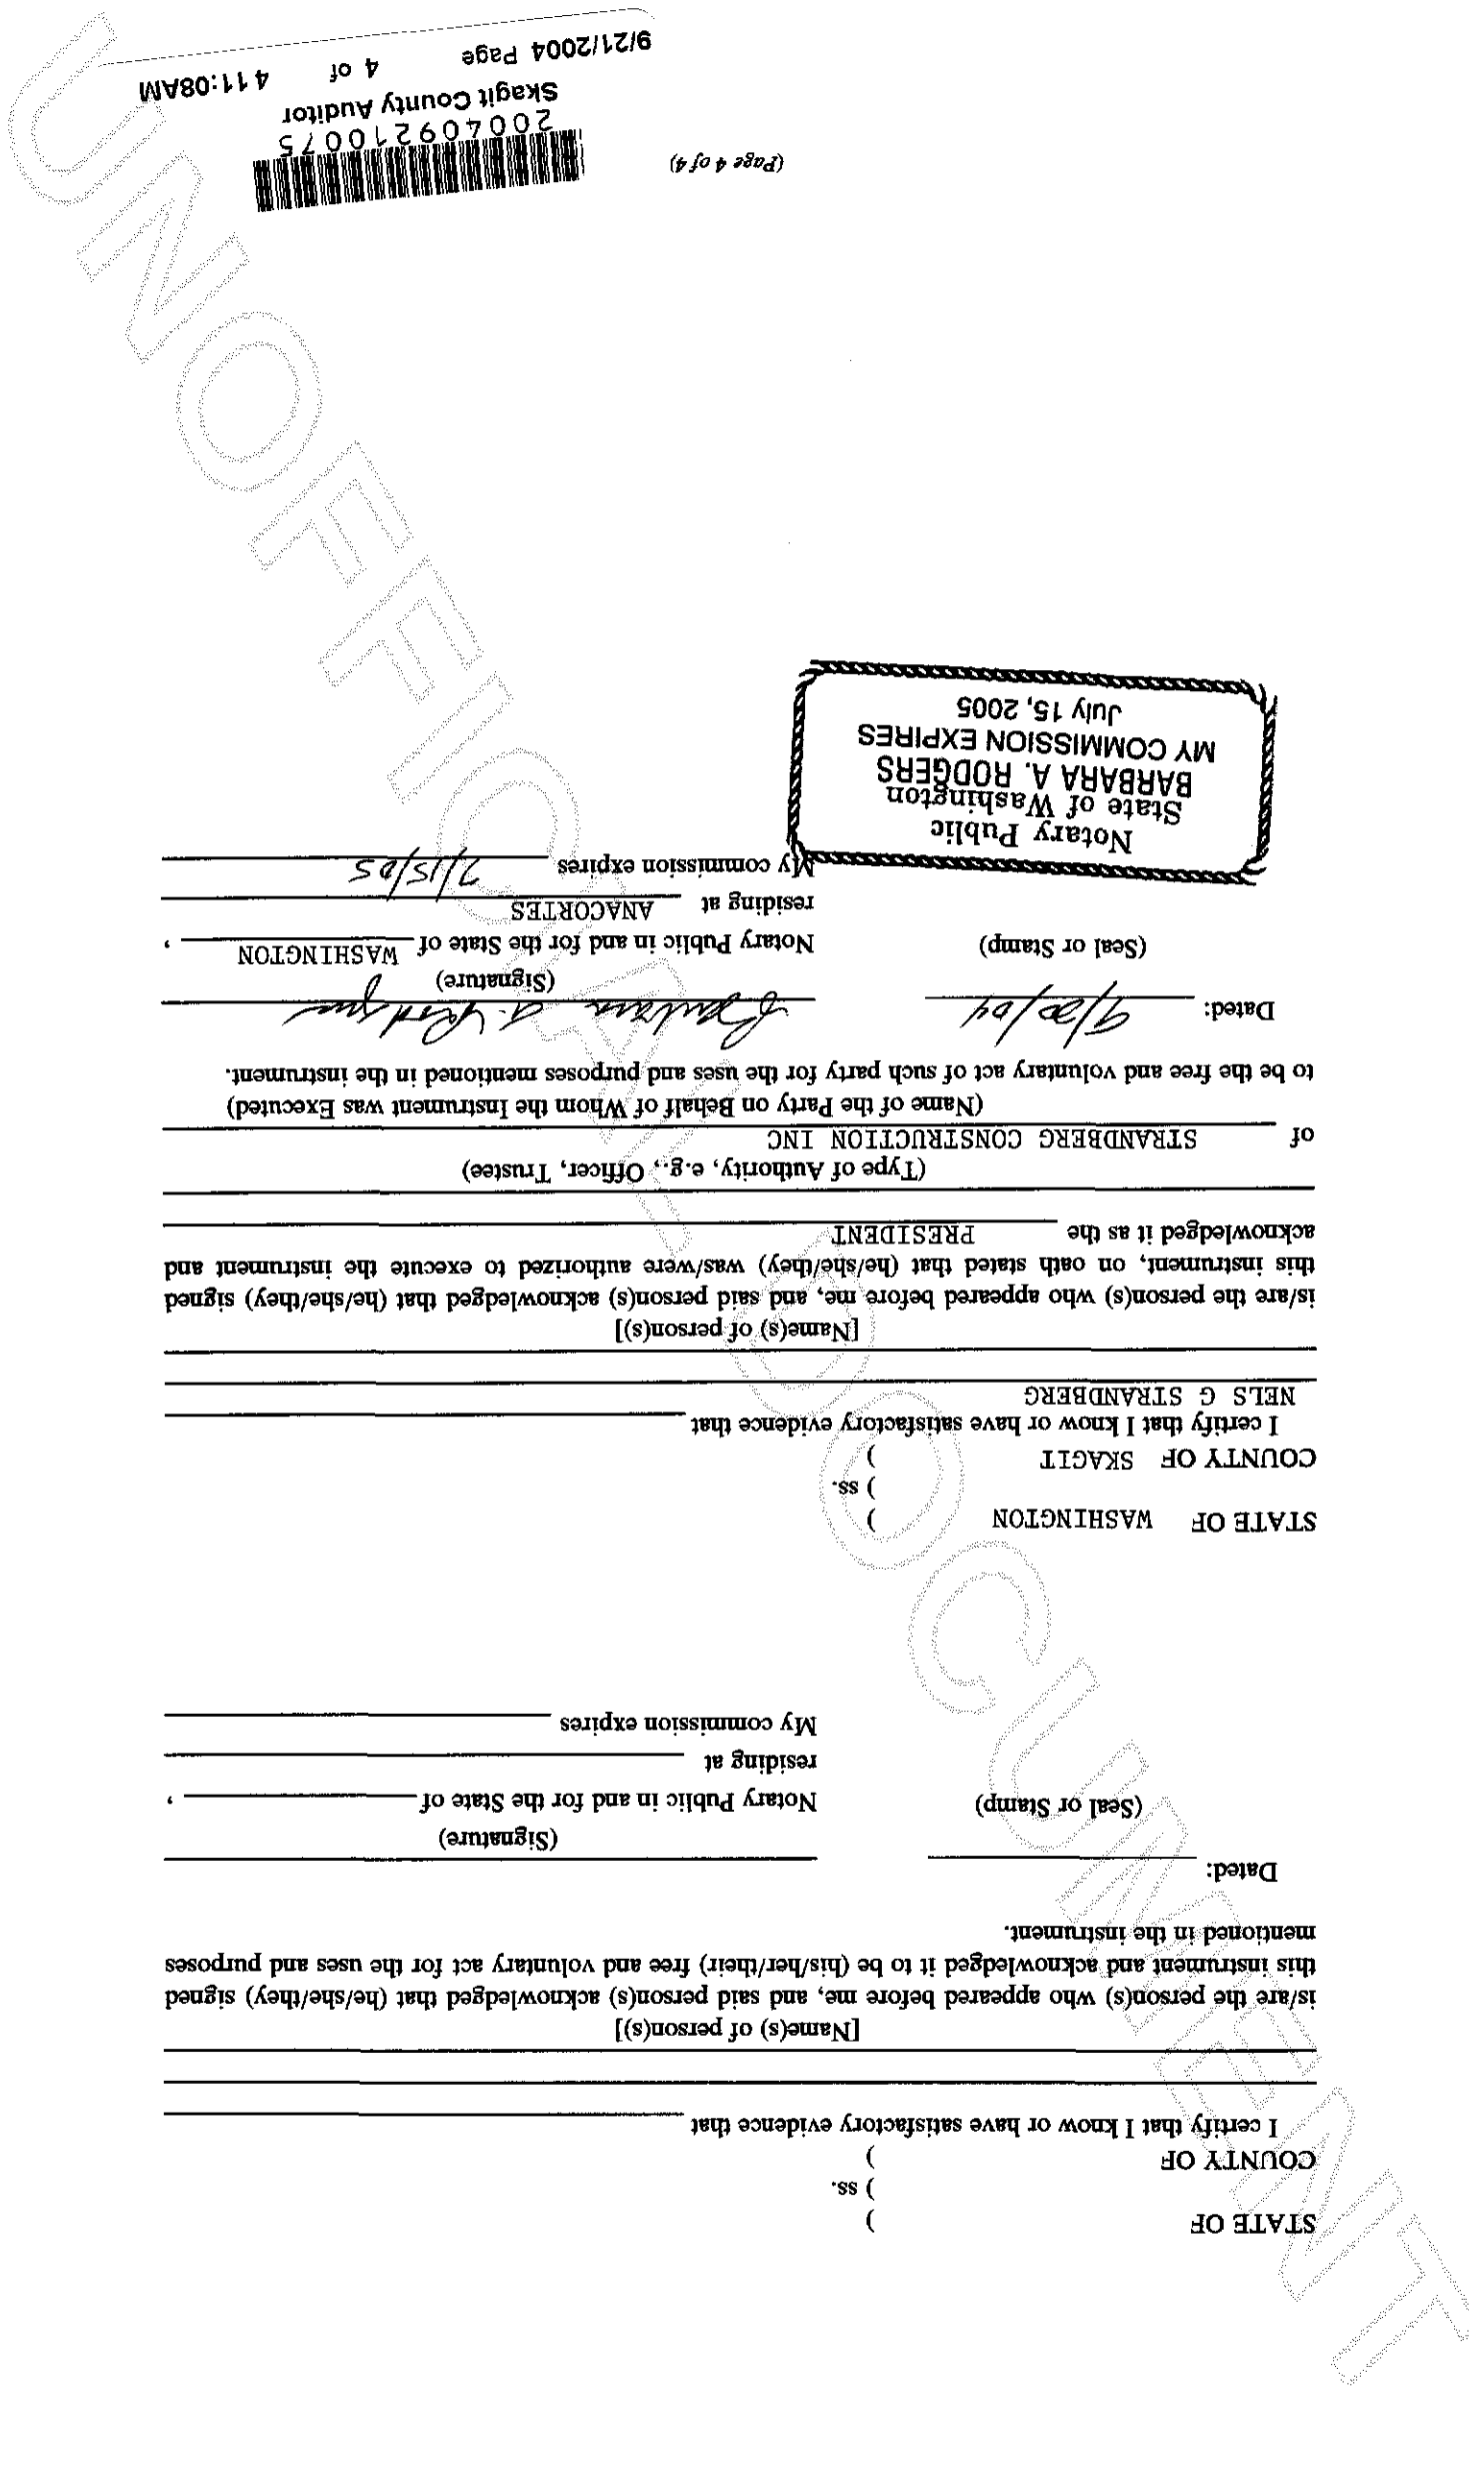 STATE OF )
) ss.
COUNTY OF )
I certify that I know or have satisfactory evidence that
[Name(s) of person(s)]
is/are the person(s) who appeared before me, and said person(s) acknowledged that (he/she/they) signed
this instrument and acknowledged it to be (his/her/their) free and voluntary act for the uses and purposes
mentioned in the instrument.
Dated:
(Signature)
(Seal or Stamp) Notary Public in and for the State of ,
residing at
My commission expires
STATE OF WASHINGTON )
) ss.
COUNTY OF SKAGIT )
I certify that I know or have satisfactory evidence that
NELS G STRANDBERG
[Name(s) of person(s)]
is/are the person(s) who appeared before me, and said person(s) acknowledged that (he/she/they) signed
this instrument, on oath stated that (he/she/they) was/were authorized to execute the instrument and
acknowledged it as the PRESIDENT
(Type of Authority, e.g., Officer, Trustee)
of STRANDBERG CONSTRUCTION INC
(Name of the Party on Behalf of Whom the Instrument was Executed)
to be the free and voluntary act of such party for the uses and purposes mentioned in the instrument.
Dated: 9/20/04 Barbara A. Rodgers
(Signature)
(Seal or Stamp) Notary Public in and for the State of WASHINGTON ,
residing at ANACORTES
My commission expires 7/15/05
Notary Public
State of Washington
BARBARA A. RODGERS
MY COMMISSION EXPIRES
July 15, 2005
(Page 4 of 4)
200409210075
Skagit County Auditor
9/21/2004 Page 4 of 4 11:08AM
UNOFFICIAL DOCUMENT